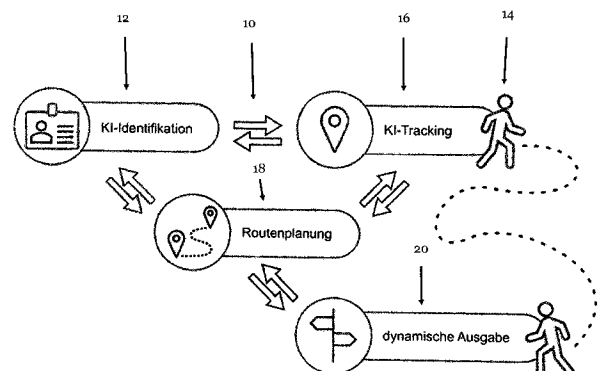 12
10
16
14
KI-Identifikation
KI-Tracking
18
Routenplanung
20
dynamische Ausgabe